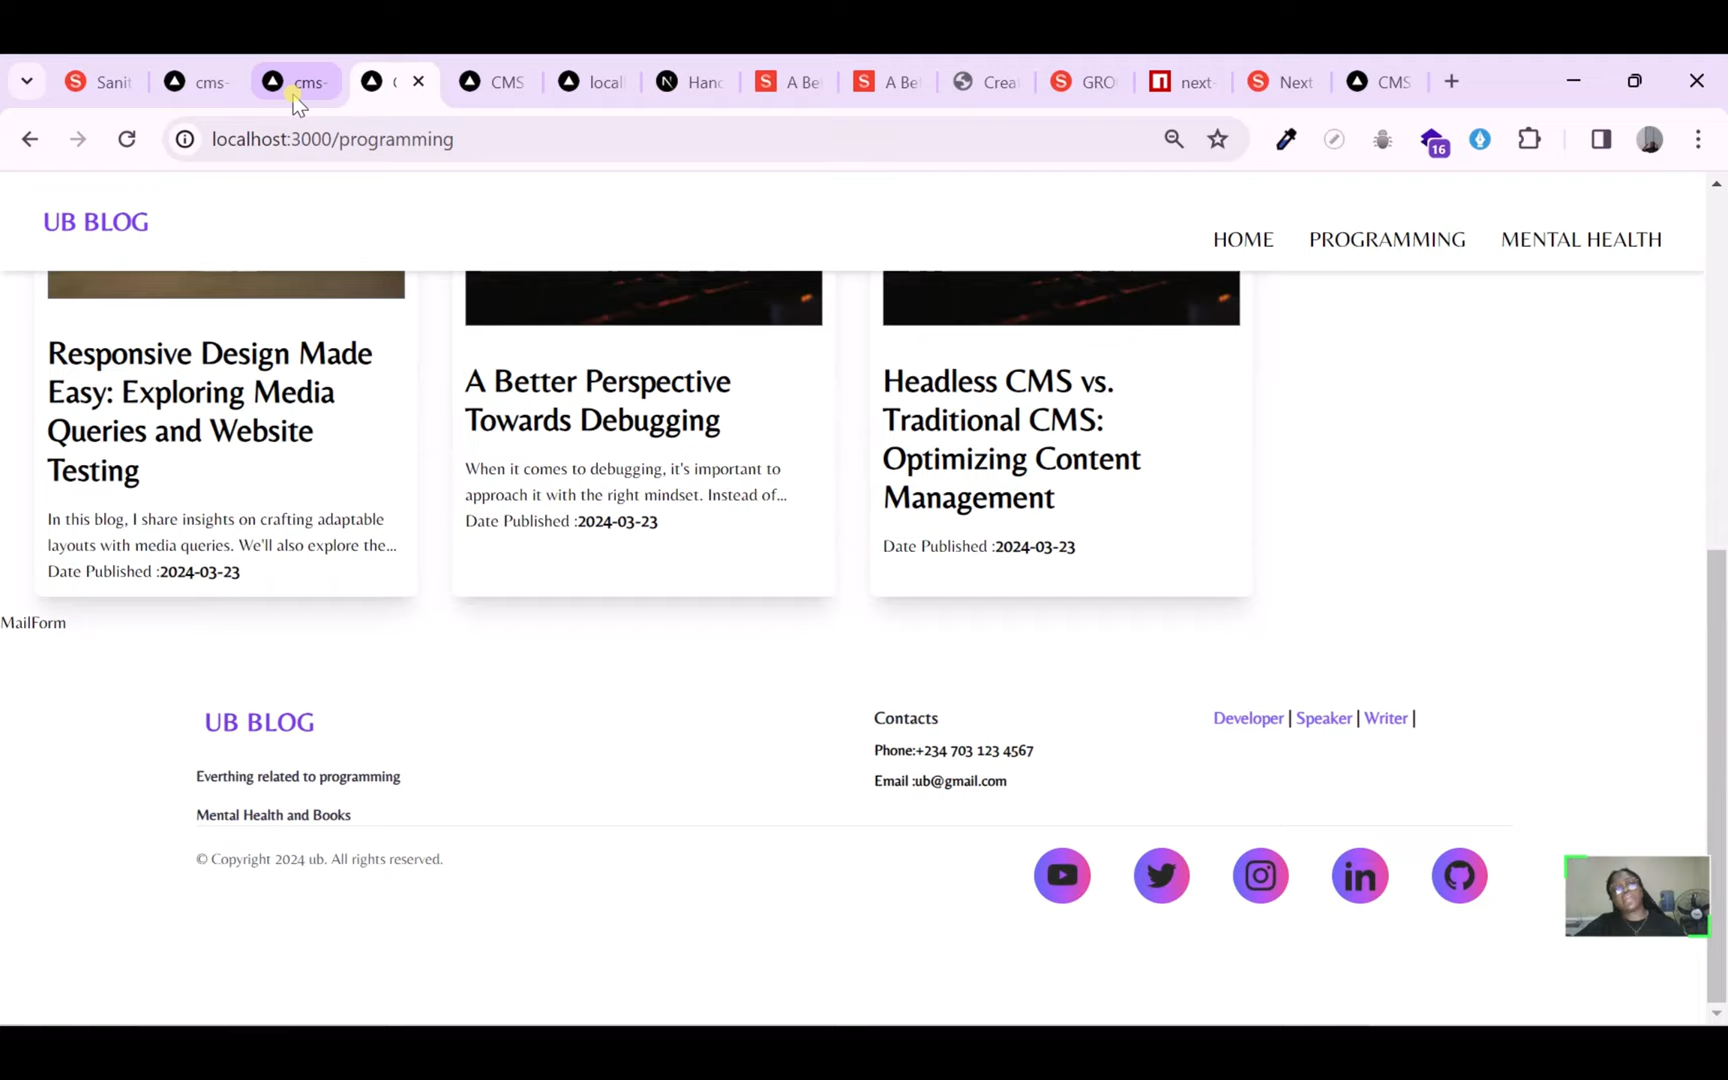 Sanit
cms-
cms-
C
CMS
local
Hanc
A Be
A Be
Crea
GRO
next-
Next
CMS
localhost:3000/programming
16
UB BLOG
HOME
PROGRAMMING
MENTAL HEALTH
Responsive Design Made
Easy: Exploring Media
Queries and Website
Testing
In this blog, I share insights on crafting adaptable
layouts with media queries. We'll also explore the...
Date Published :2024-03-23
A Better Perspective
Towards Debugging
When it comes to debugging, it's important to
approach it with the right mindset. Instead of...
Date Published :2024-03-23
Headless CMS vs.
Traditional CMS:
Optimizing Content
Management
Date Published :2024-03-23
MailForm
UB BLOG
Everthing related to programming
Mental Health and Books
Contacts
Phone:+234 703 123 4567
Email :ub@gmail.com
Developer | Speaker | Writer |
© Copyright 2024 ub. All rights reserved.